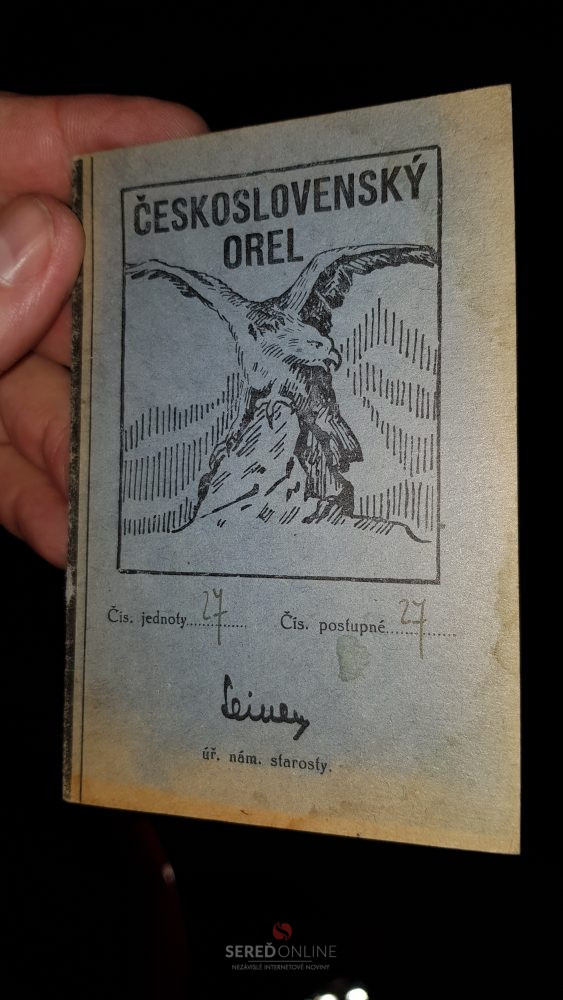 ČESKOSLOVENSKÝ
OREL
Čís. jednoty 27 Čís. postupné 27
úř. nám. starosty.
SEREĎONLINE
NEZÁVISLÉ INTERNETOVÉ NOVINY